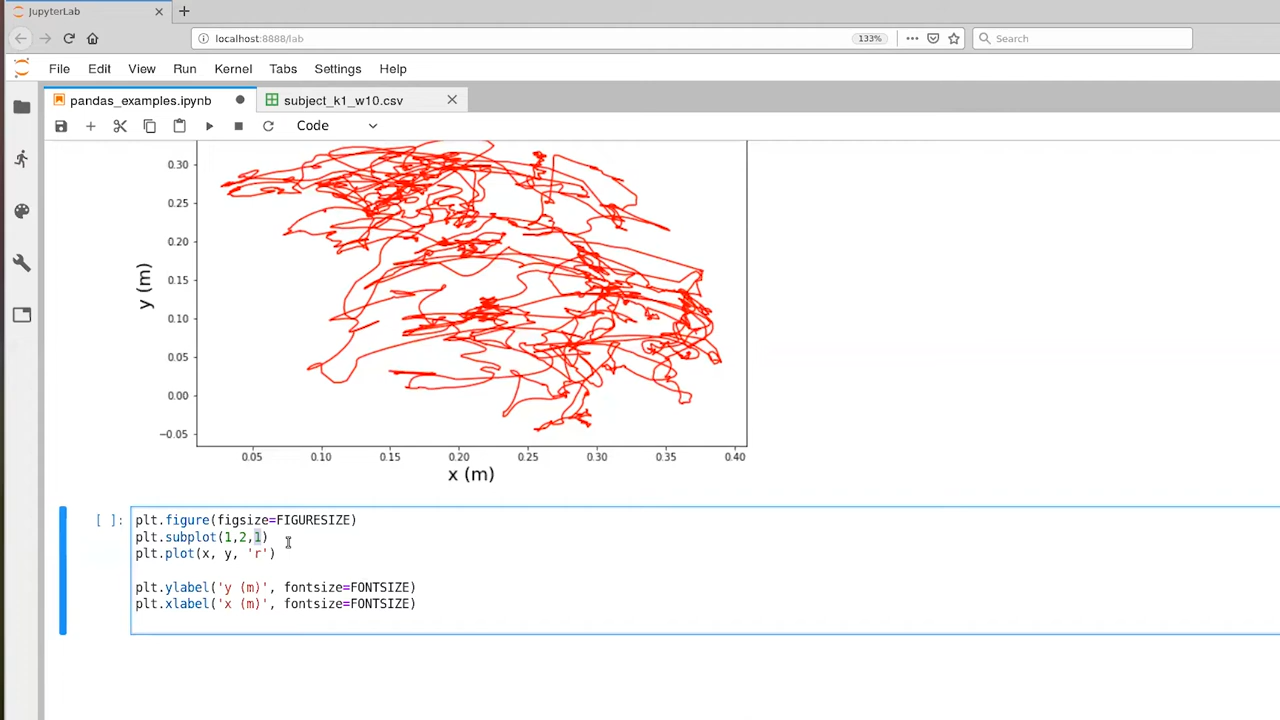 JupyterLab
localhost:8888/lab
133%
Search
File Edit View Run Kernel Tabs Settings Help
pandas_examples.ipynb
subject_k1_w10.csv
Code
0.30
0.25
0.20
0.15
0.10
0.05
0.00
−0.05
y (m)
0.05 0.10 0.15 0.20 0.25 0.30 0.35 0.40
x (m)
[ ]:
plt.figure(figsize=FIGURESIZE)
plt.subplot(1,2,1)
plt.plot(x, y, 'r')
plt.ylabel('y (m)', fontsize=FONTSIZE)
plt.xlabel('x (m)', fontsize=FONTSIZE)